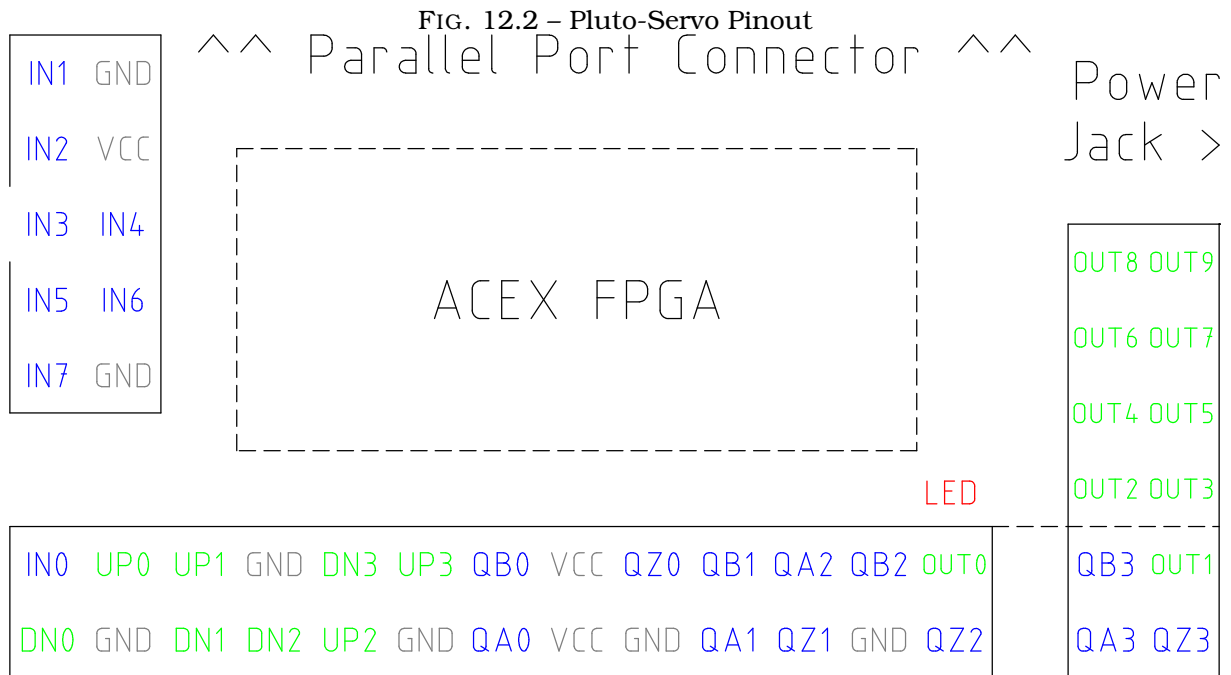 FIG. 12.2 – Pluto-Servo Pinout
^^ Parallel Port Connector ^^
Power
Jack >
IN1 GND
IN2 VCC
IN3 IN4
IN5 IN6
IN7 GND
ACEX FPGA
OUT8 OUT9
OUT6 OUT7
OUT4 OUT5
OUT2 OUT3
LED
IN0 UP0 UP1 GND DN3 UP3 QB0 VCC QZ0 QB1 QA2 QB2 OUT0
DN0 GND DN1 DN2 UP2 GND QA0 VCC GND QA1 QZ1 GND QZ2
QB3 OUT1
QA3 QZ3